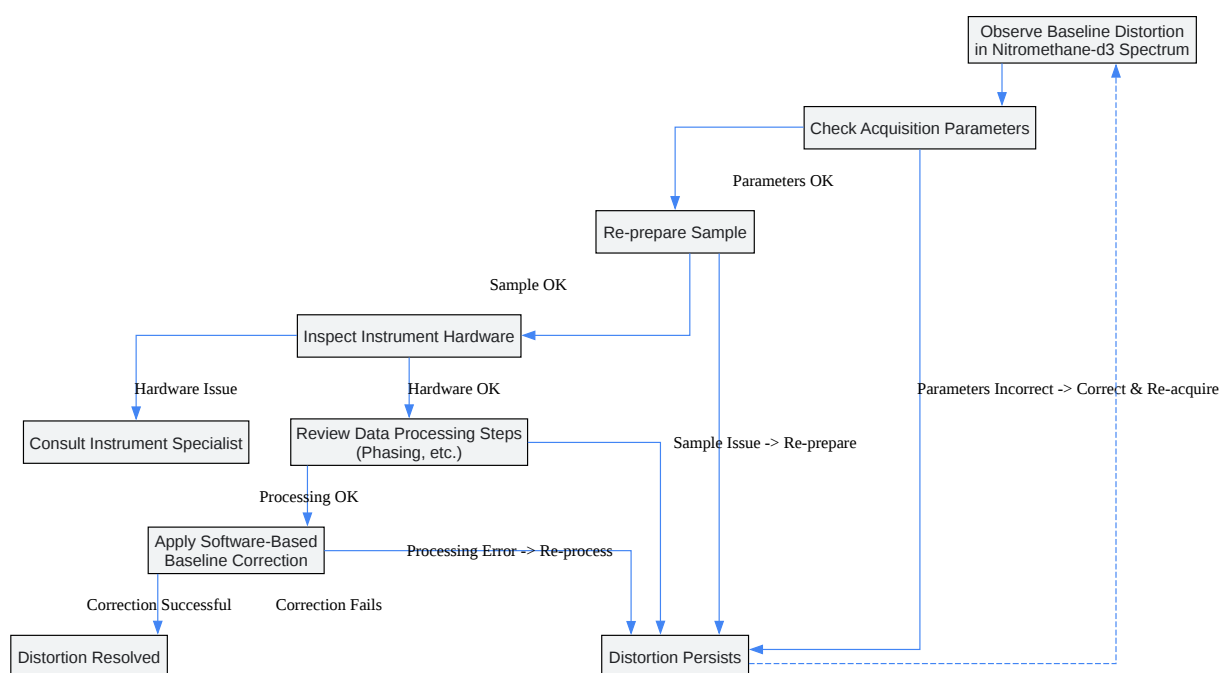 Observe Baseline Distortion
in Nitromethane-d3 Spectrum
Check Acquisition Parameters
Parameters OK
Re-prepare Sample
Sample OK
Inspect Instrument Hardware
Hardware Issue
Hardware OK
Parameters Incorrect -> Correct & Re-acquire
Consult Instrument Specialist
Review Data Processing Steps
(Phasing, etc.)
Sample Issue -> Re-prepare
Processing OK
Apply Software-Based
Baseline Correction
Processing Error -> Re-process
Correction Successful
Correction Fails
Distortion Resolved
Distortion Persists